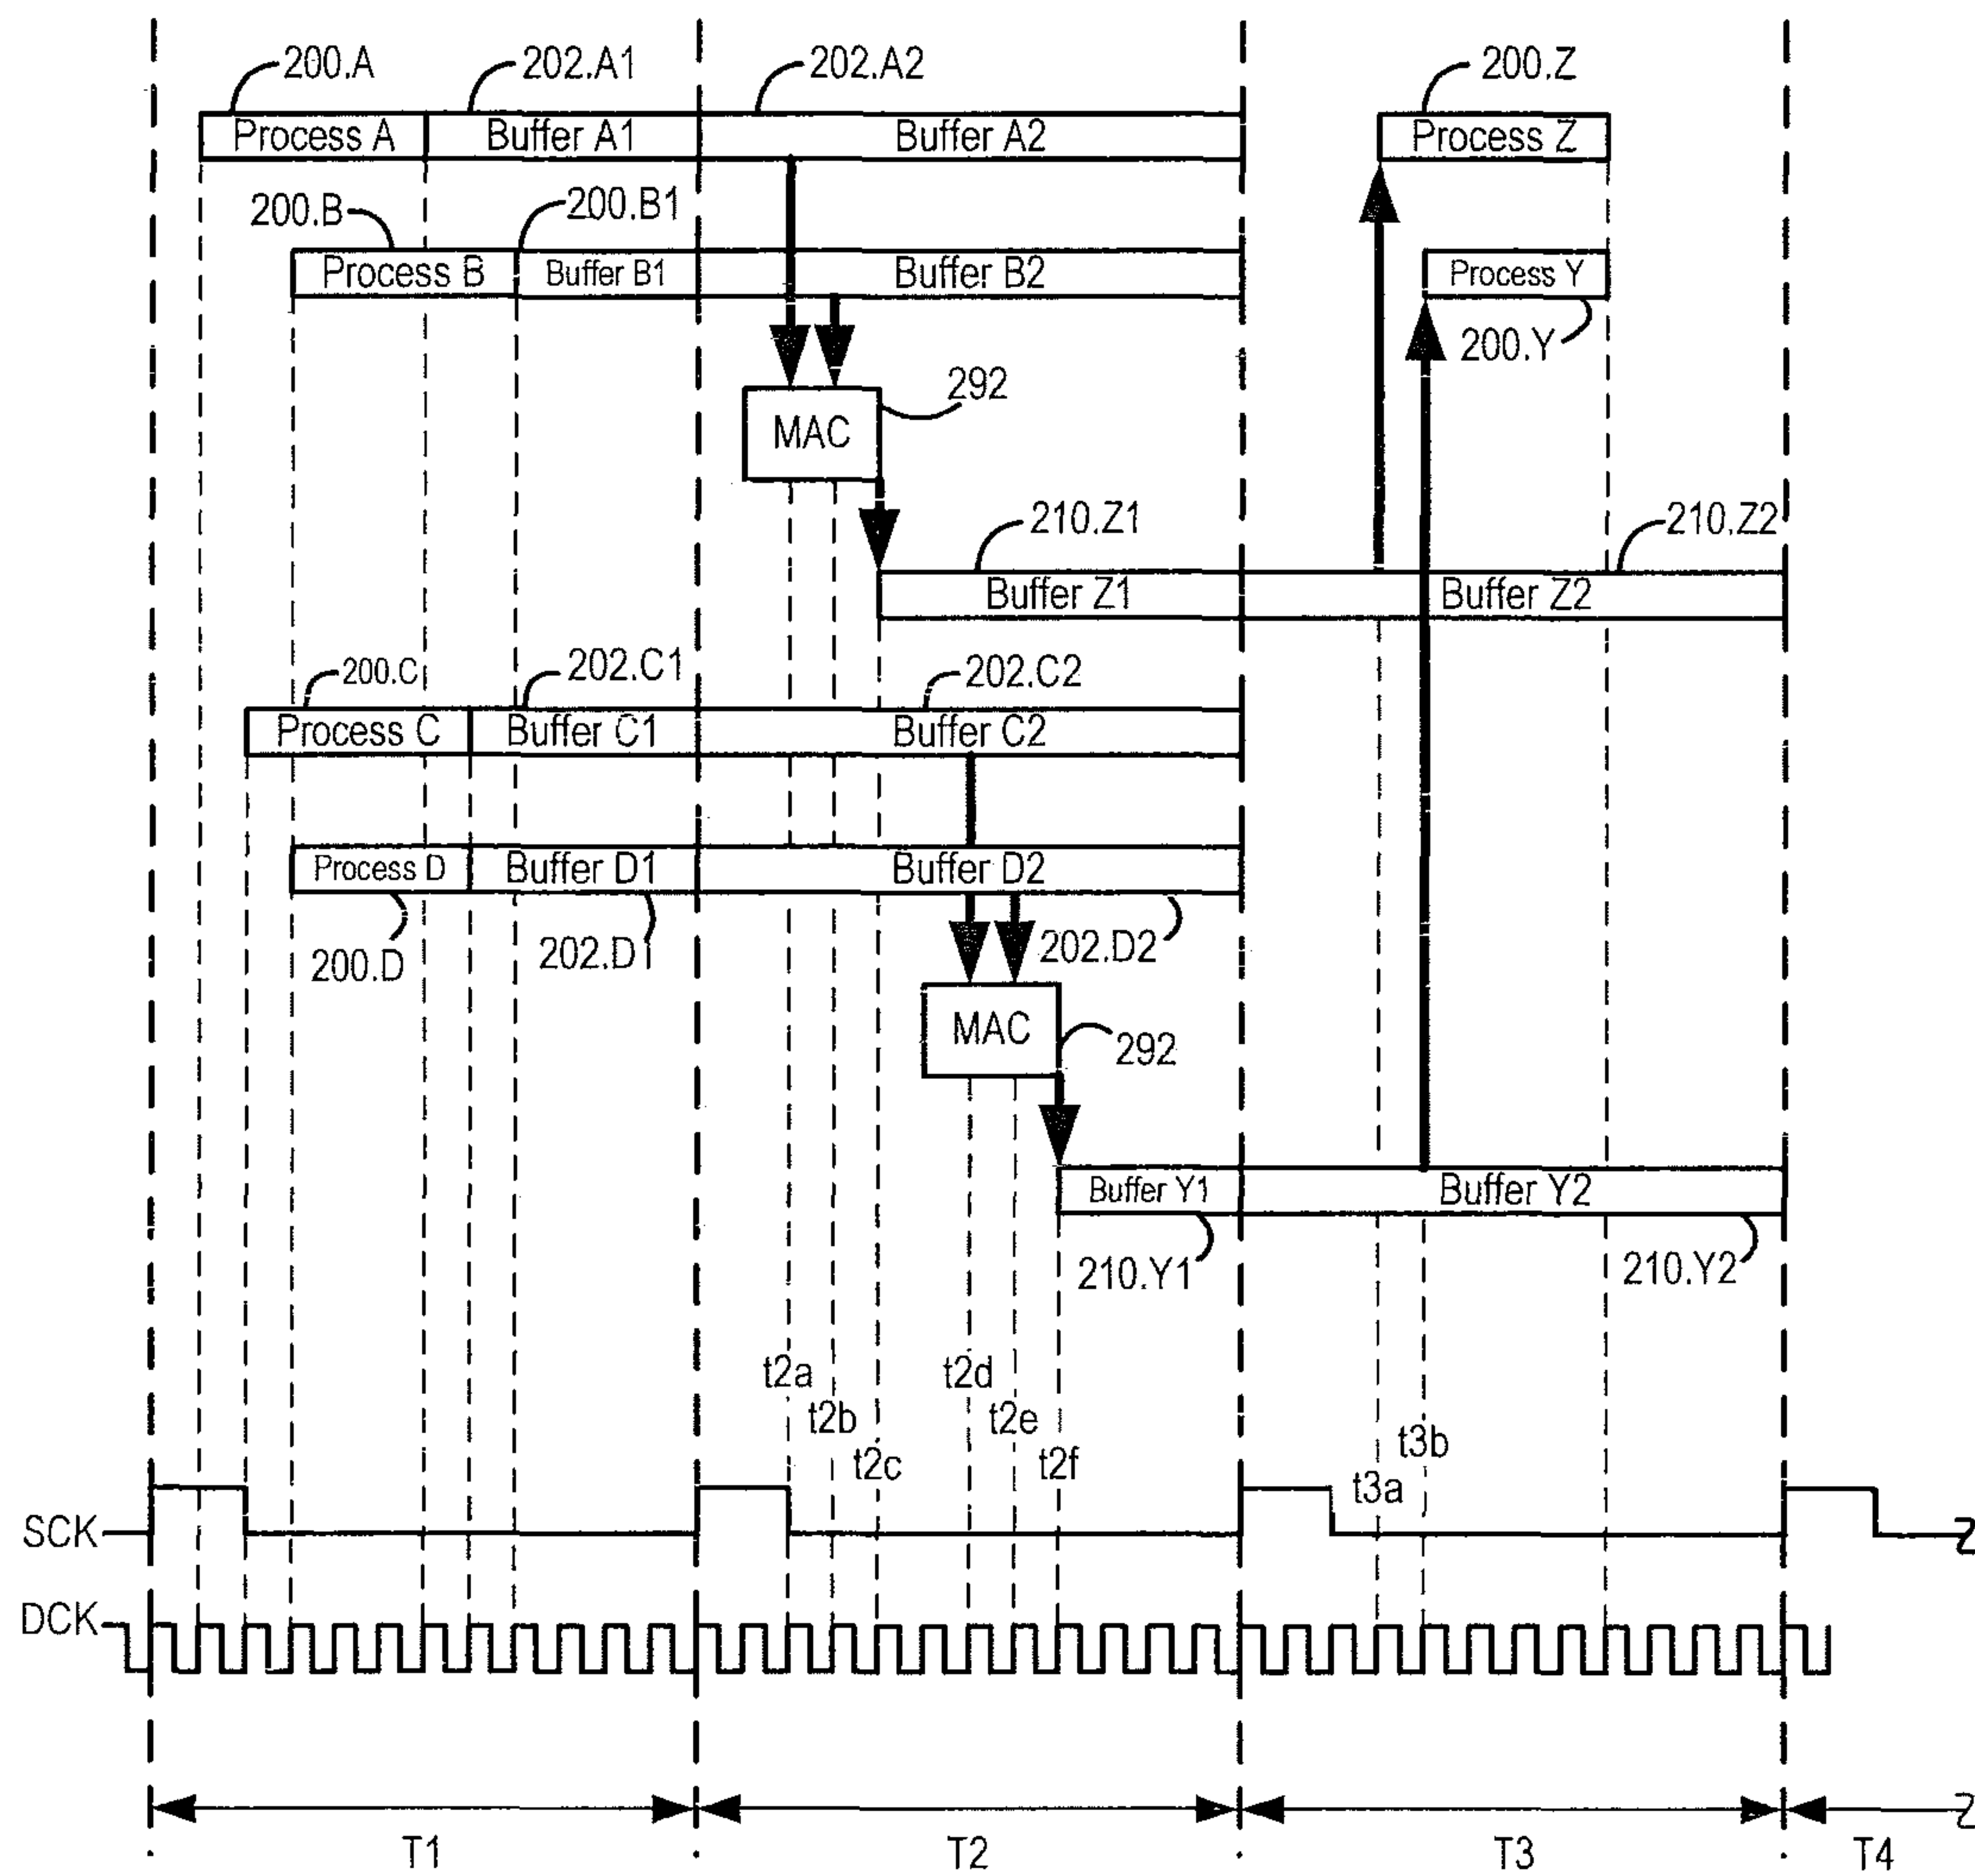 200.A
202.A1
202.A2
200.Z
Process A
Buffer A1
Buffer A2
Process Z
200.B
200.B1
Process B
Buffer B1
Buffer B2
Process Y
200.Y
292
MAC
210.Z1
210.Z2
Buffer Z1
Buffer Z2
200.C
202.C1
202.C2
Process C
Buffer C1
Buffer C2
Process D
Buffer D1
Buffer D2
200.D
202.D1
202.D2
MAC
292
Buffer Y1
Buffer Y2
210.Y1
210.Y2
t2a
t2d
t2b
t2e
t3b
t2c
t2f
t3a
SCK
DCK
T1
T2
T3
T4